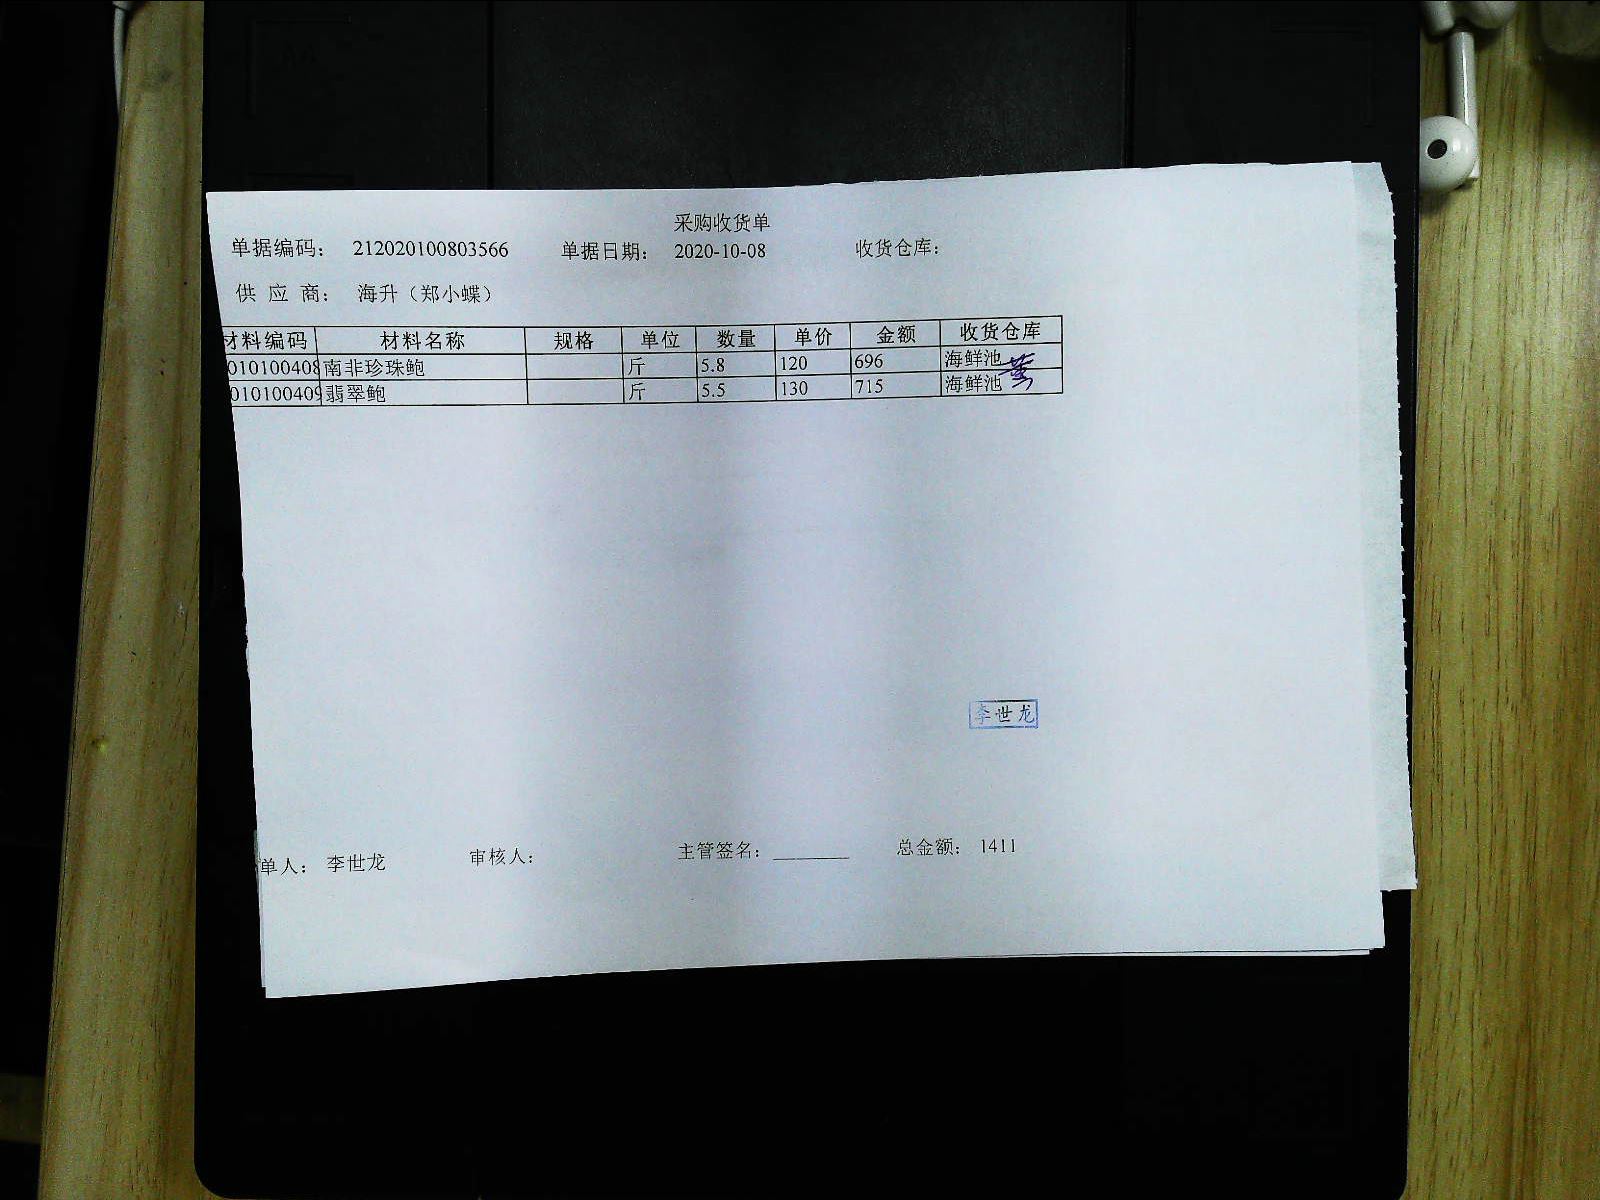 采购收货单
单据编码： 212020100803566 单据日期： 2020-10-08 收货仓库：
供 应 商： 海升（郑小蝶）
材料编码 材料名称 规格 单位 数量 单价 金额 收货仓库
010100408 南非珍珠鲍 斤 5.8 120 696 海鲜池
010100409 翡翠鲍 斤 5.5 130 715 海鲜池
李世龙
单人： 李世龙 审核人： 主管签名：________ 总金额： 1411